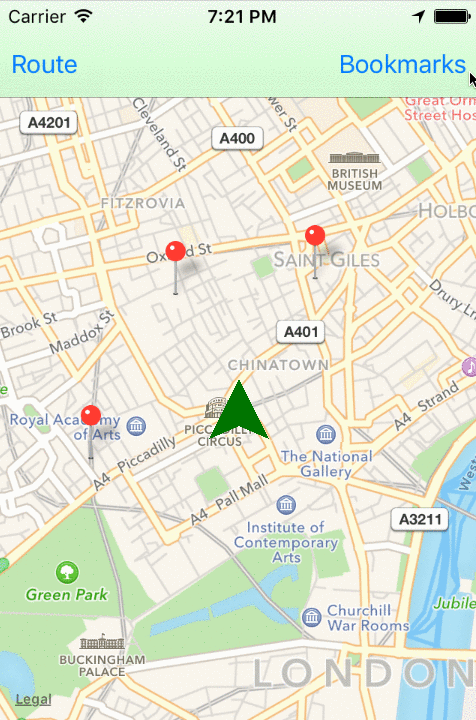 Carrier 7:21 PM
Route Bookmarks
Great Orm
Street Hos
A4201
Cleveland St
A400
wer St
BRITISH
MUSEUM
FITZROVIA
HOLBO
Oxford St
SAINT GILES
Brook St
Maddox St
Drury Ln
A401
CHINATOWN
Royal Academy
of Arts
PICCADILLY
CIRCUS
A4 Strand
A4 Piccadilly
The National
Gallery
West
A4 Pall Mall
A3211
Institute of
Contemporary
Arts
Green Park
Jubile
Churchill
War Rooms
BUCKINGHAM
PALACE
LONDON
Legal